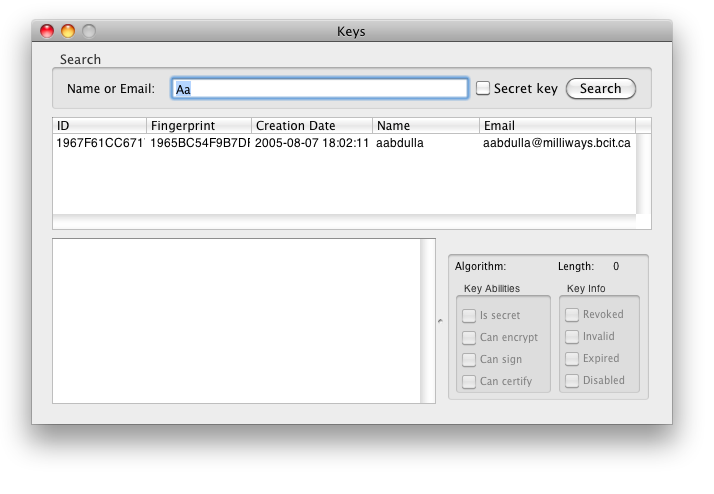 Keys
Search
Name or Email: Aa Secret key Search
ID Fingerprint Creation Date Name Email
1967F61CC671 1965BC54F9B7DF 2005-08-07 18:02:11 aabdulla aabdulla@milliways.bcit.ca
Algorithm: Length: 0
Key Abilities Key Info
Is secret Revoked
Can encrypt Invalid
Can sign Expired
Can certify Disabled